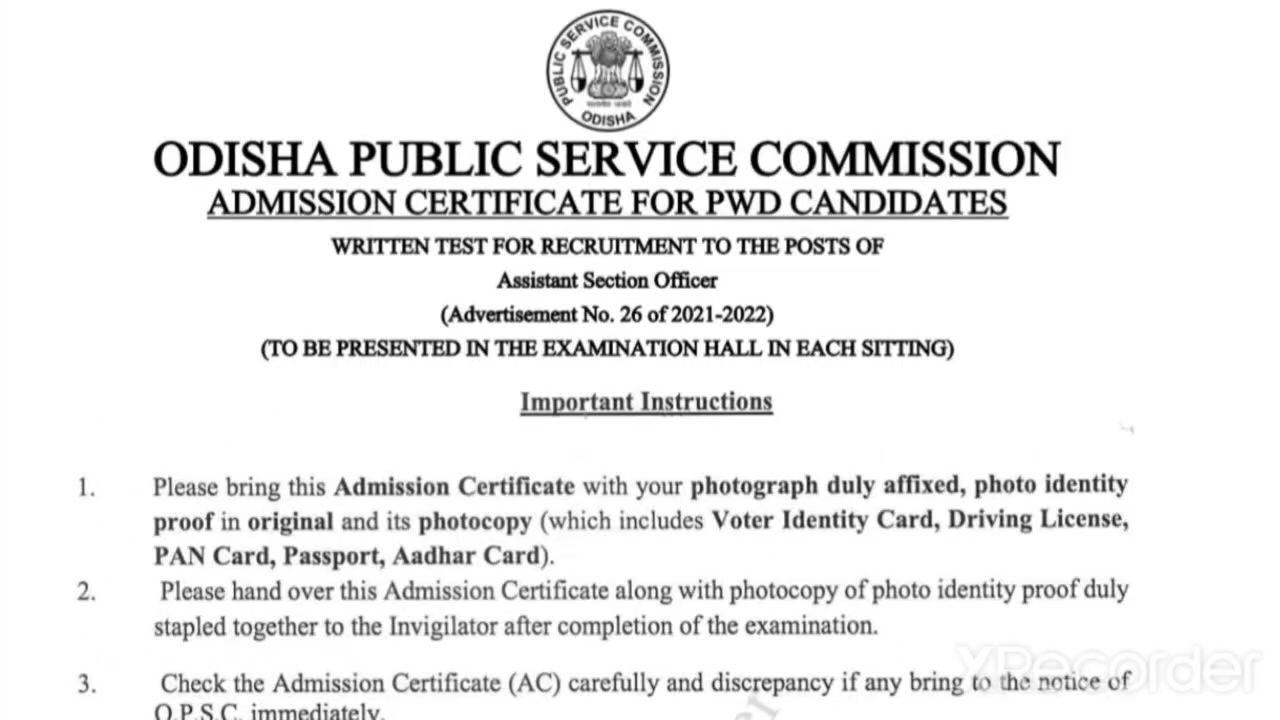 PUBLIC SERVICE COMMISSION
ODISHA
ODISHA PUBLIC SERVICE COMMISSION
ADMISSION CERTIFICATE FOR PWD CANDIDATES
WRITTEN TEST FOR RECRUITMENT TO THE POSTS OF
Assistant Section Officer
(Advertisement No. 26 of 2021-2022)
(TO BE PRESENTED IN THE EXAMINATION HALL IN EACH SITTING)
Important Instructions
1. Please bring this Admission Certificate with your photograph duly affixed, photo identity
proof in original and its photocopy (which includes Voter Identity Card, Driving License,
PAN Card, Passport, Aadhar Card).
2. Please hand over this Admission Certificate along with photocopy of photo identity proof duly
stapled together to the Invigilator after completion of the examination.
3. Check the Admission Certificate (AC) carefully and discrepancy if any bring to the notice of
O.P.S.C. immediately.
XRecorder